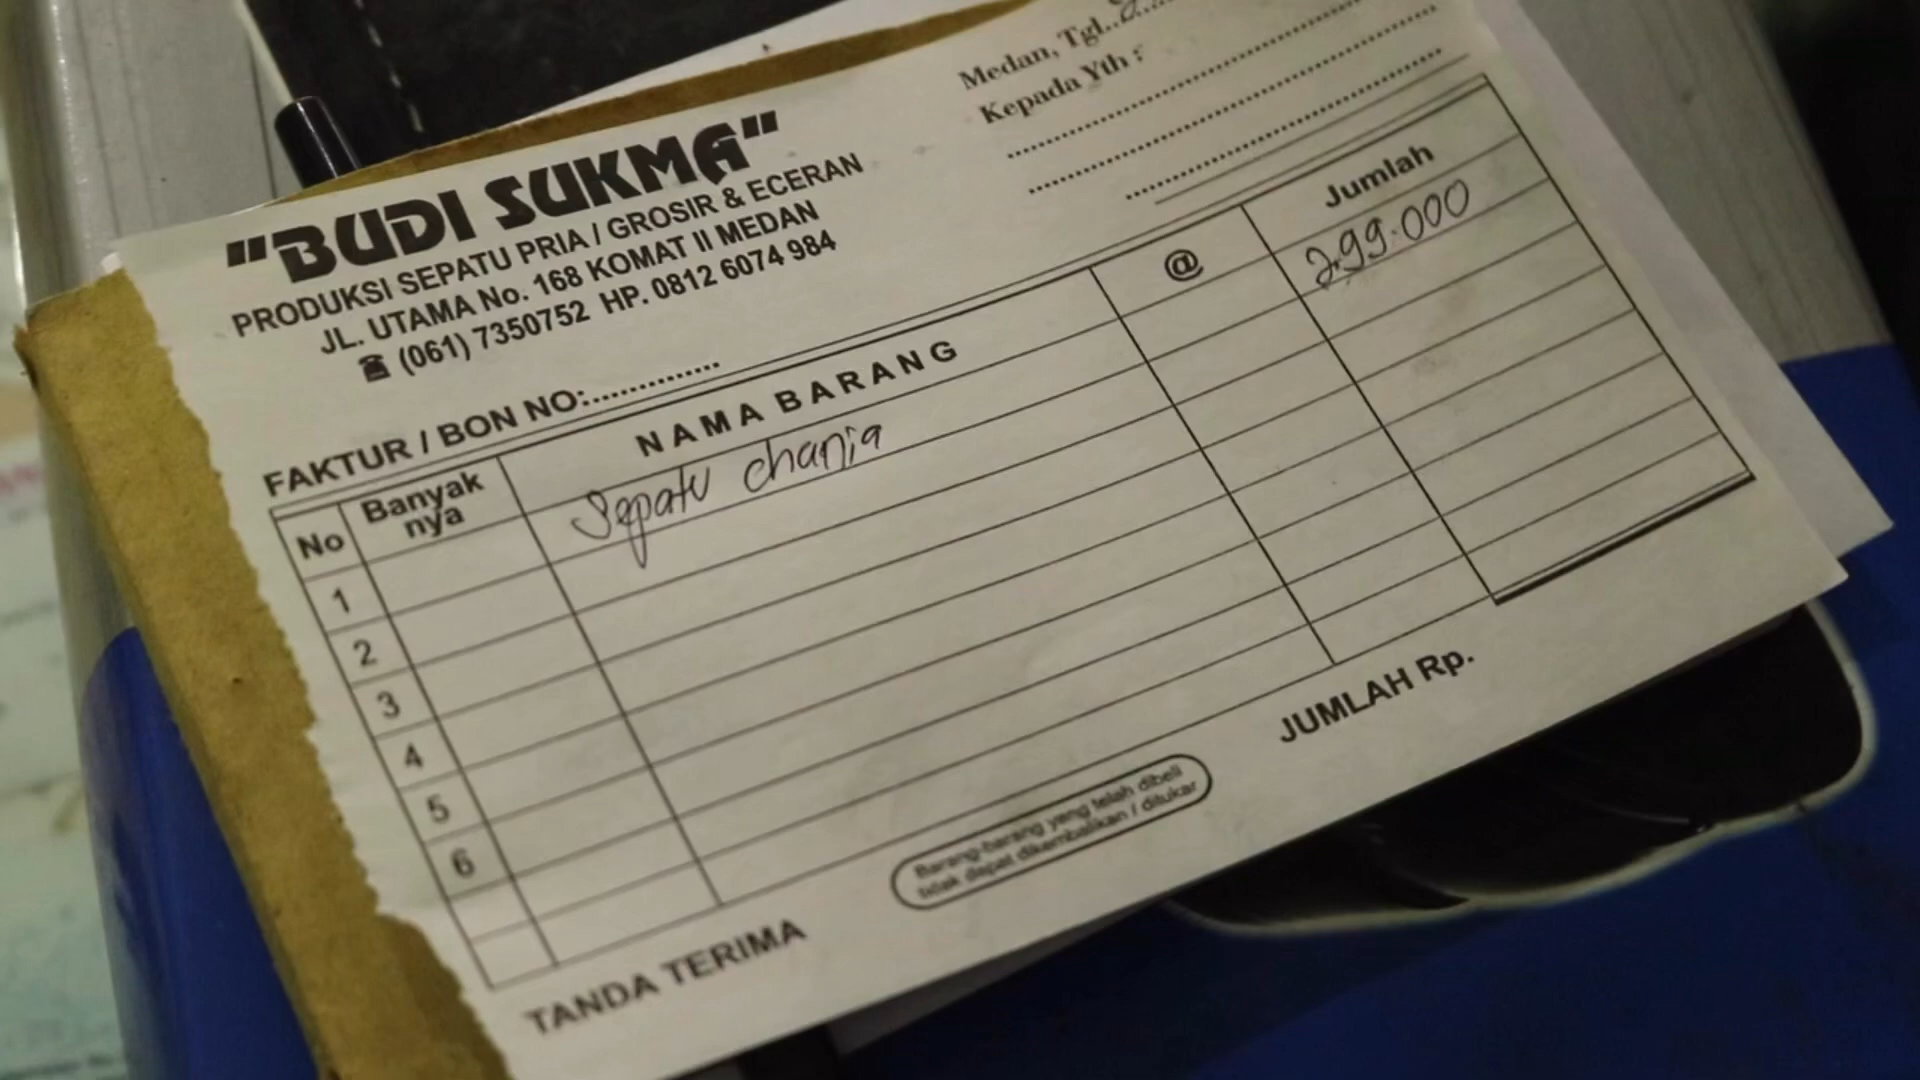 Medan, Tgl.
Kepada Yth :
"BUDI SUKMA"
PRODUKSI SEPATU PRIA / GROSIR & ECERAN
JL. UTAMA No. 168 KOMAT II MEDAN
☎ (061) 7350752 HP. 0812 6074 984
FAKTUR / BON NO:
No Banyak nya NAMA BARANG @ Jumlah
1 Sepatu chania 299.000
2
3
4
5
6
JUMLAH Rp.
TANDA TERIMA
Barang-barang yang telah dibeli
tidak dapat dikembalikan / ditukar